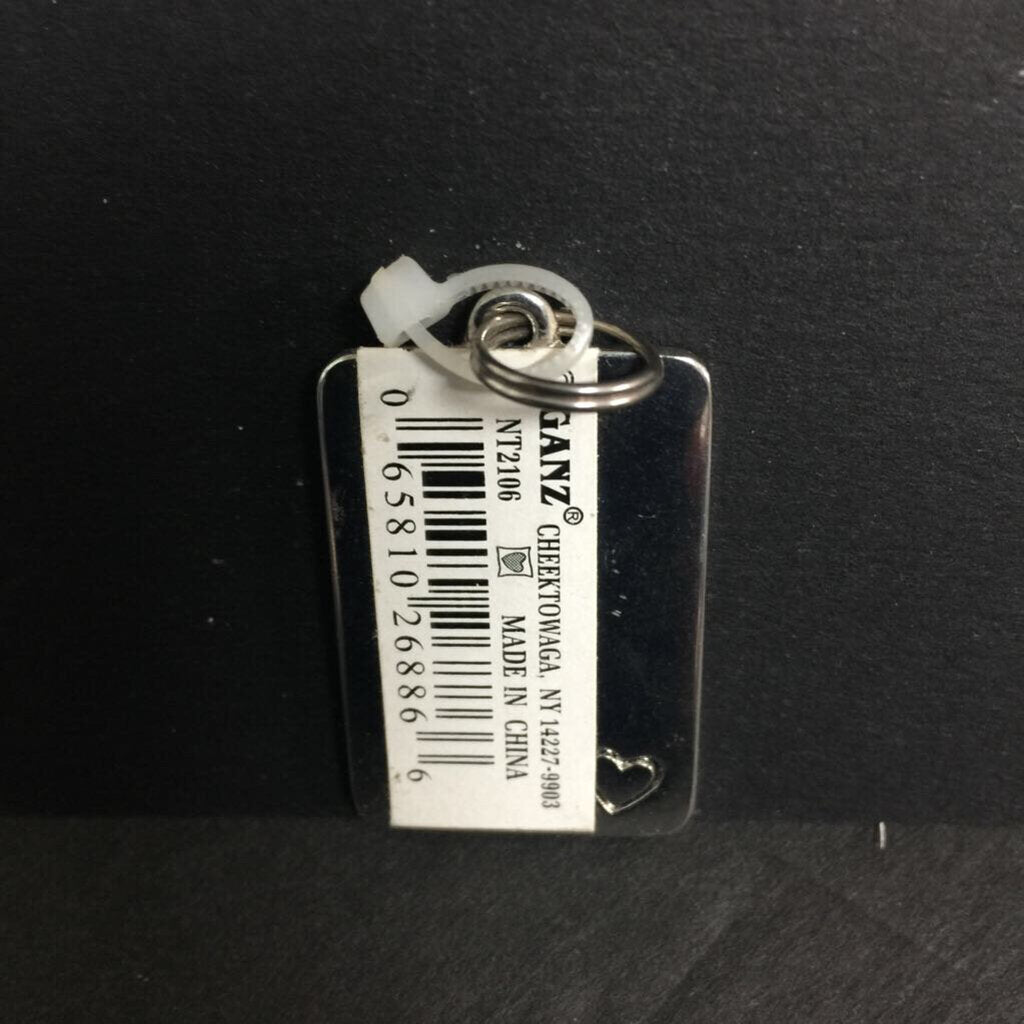 GANZ®
CHEEKTOWAGA, NY 14227-9903
NT2106
MADE IN CHINA
0 65810 26886 6